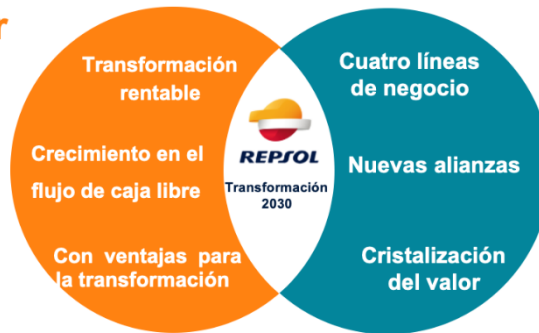 r
Transformación
rentable
Crecimiento en el
flujo de caja libre
Con ventajas para
la transformación
REPSOL
Transformación
2030
Cuatro líneas
de negocio
Nuevas alianzas
Cristalización
del valor